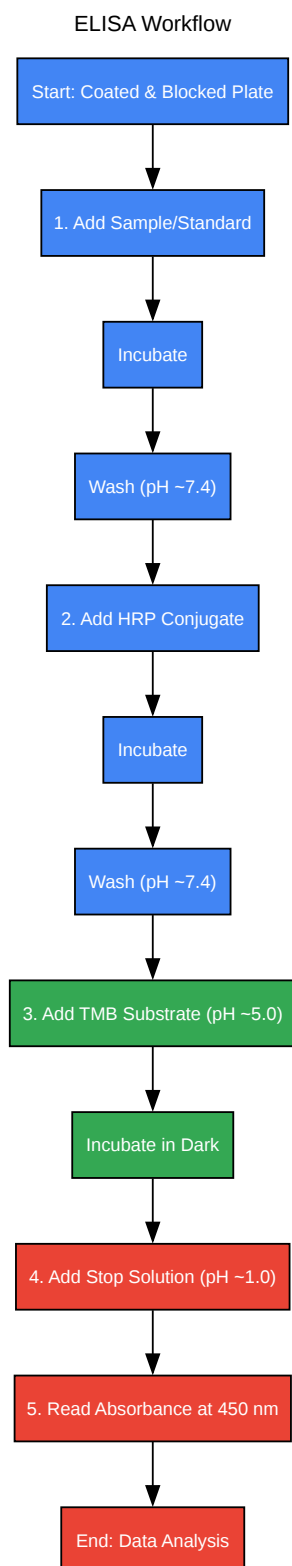 ELISA Workflow
Start: Coated & Blocked Plate
1. Add Sample/Standard
Incubate
Wash (pH ~7.4)
2. Add HRP Conjugate
Incubate
Wash (pH ~7.4)
3. Add TMB Substrate (pH ~5.0)
Incubate in Dark
4. Add Stop Solution (pH ~1.0)
5. Read Absorbance at 450 nm
End: Data Analysis